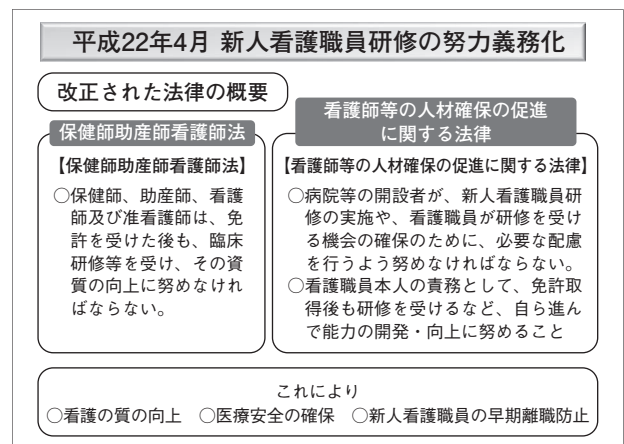 平成22年4月 新人看護職員研修の努力義務化
改正された法律の概要
保健師助産師看護師法
【保健師助産師看護師法】
○保健師、助産師、看護
師及び准看護師は、免
許を受けた後も、臨床
研修等を受け、その資
質の向上に努めなけれ
ばならない。
看護師等の人材確保の促進
に関する法律
【看護師等の人材確保の促進に関する法律】
○病院等の開設者が、新人看護職員研
修の実施や、看護職員が研修を受け
る機会の確保のために、必要な配慮
を行うよう努めなければならない。
○看護職員本人の責務として、免許取
得後も研修を受けるなど、自ら進ん
で能力の開発・向上に努めること
これにより
○看護の質の向上 ○医療安全の確保 ○新人看護職員の早期離職防止